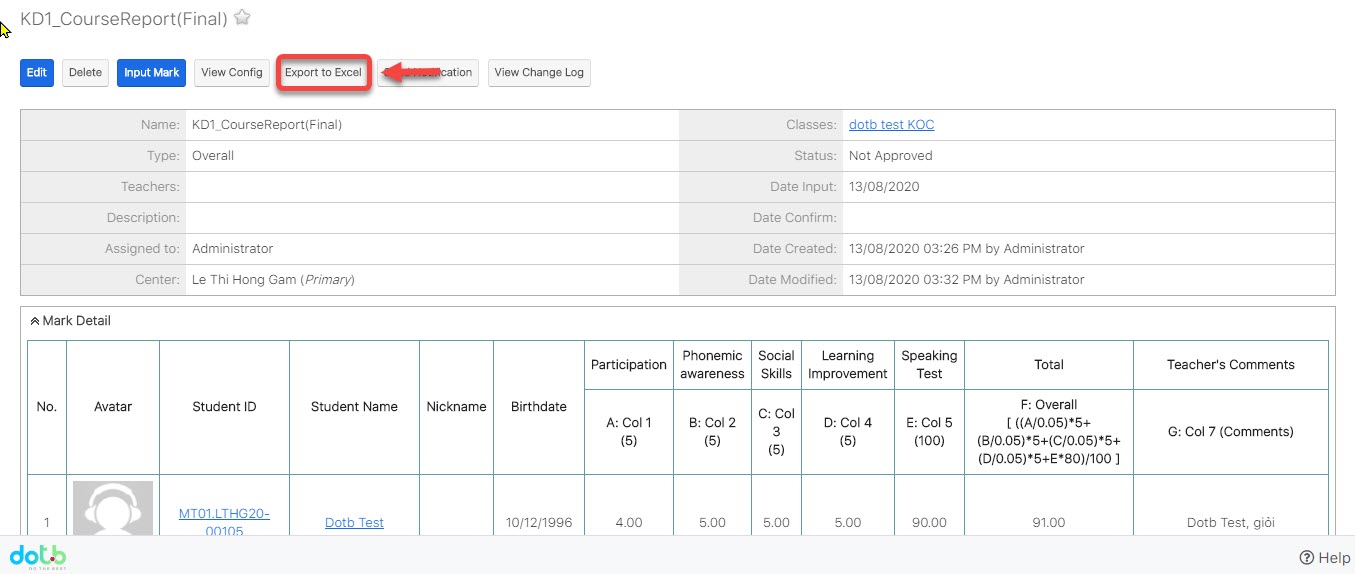 KD1_CourseReport(Final)
Edit Delete Input Mark View Config Export to Excel View Change Log
Name: KD1_CourseReport(Final) Classes: dotb test KOC
Type: Overall Status: Not Approved
Teachers: Date Input: 13/08/2020
Description: Date Confirm:
Assigned to: Administrator Date Created: 13/08/2020 03:26 PM by Administrator
Center: Le Thi Hong Gam (Primary) Date Modified: 13/08/2020 03:32 PM by Administrator
Mark Detail
No.
Avatar
Student ID
Student Name
Nickname
Birthdate
Participation
Phonemic
awareness
Social
Skills
Learning
Improvement
Speaking
Test
Total
Teacher's Comments
A: Col 1
(5)
B: Col 2
(5)
C: Col
3
(5)
D: Col 4
(5)
E: Col 5
(100)
F: Overall
[ ((A/0.05)*5+
(B/0.05)*5+(C/0.05)*5+
(D/0.05)*5+E*80)/100 ]
G: Col 7 (Comments)
1
MT01.LTHG20-
00105
Dotb Test
10/12/1996
4.00
5.00
5.00
5.00
90.00
91.00
Dotb Test, giỏi
dotb
Help